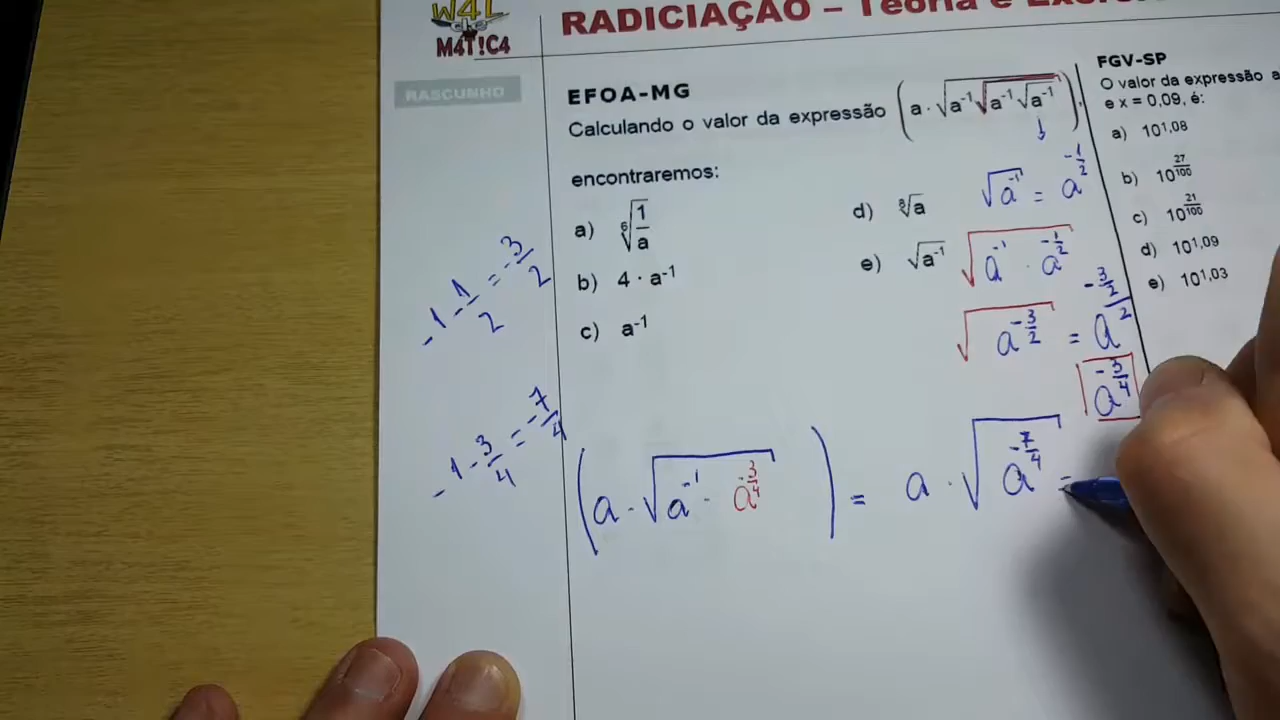 W4L
M4T!C4
RADICIAÇÃO – Teoria e
RASCUNHO
EFOA-MG
Calculando o valor da expressão (a · √(a⁻¹ √(a⁻¹ √(a⁻¹))))
encontraremos:
a) ⁶√(1/a)
b) 4 · a⁻¹
c) a⁻¹
d) ⁸√a
e) √(a⁻¹)
√(a⁻¹) = a^(-1/2)
√(a⁻¹ · a^(-1/2))
√(a^(-3/2)) = a^((-3/2)/2)
a^(-3/4)
-1 - 1/2 = -3/2
-1 - 3/4 = -7/4
(a · √(a⁻¹ · a^(-3/4))) = a · √(a^(-7/4)) =
FGV-SP
O valor da expressão a
e x = 0,09, é:
a) 10^(1,08)
b) 10^(27/100)
c) 10^(21/100)
d) 10^(1,09)
e) 10^(1,03)